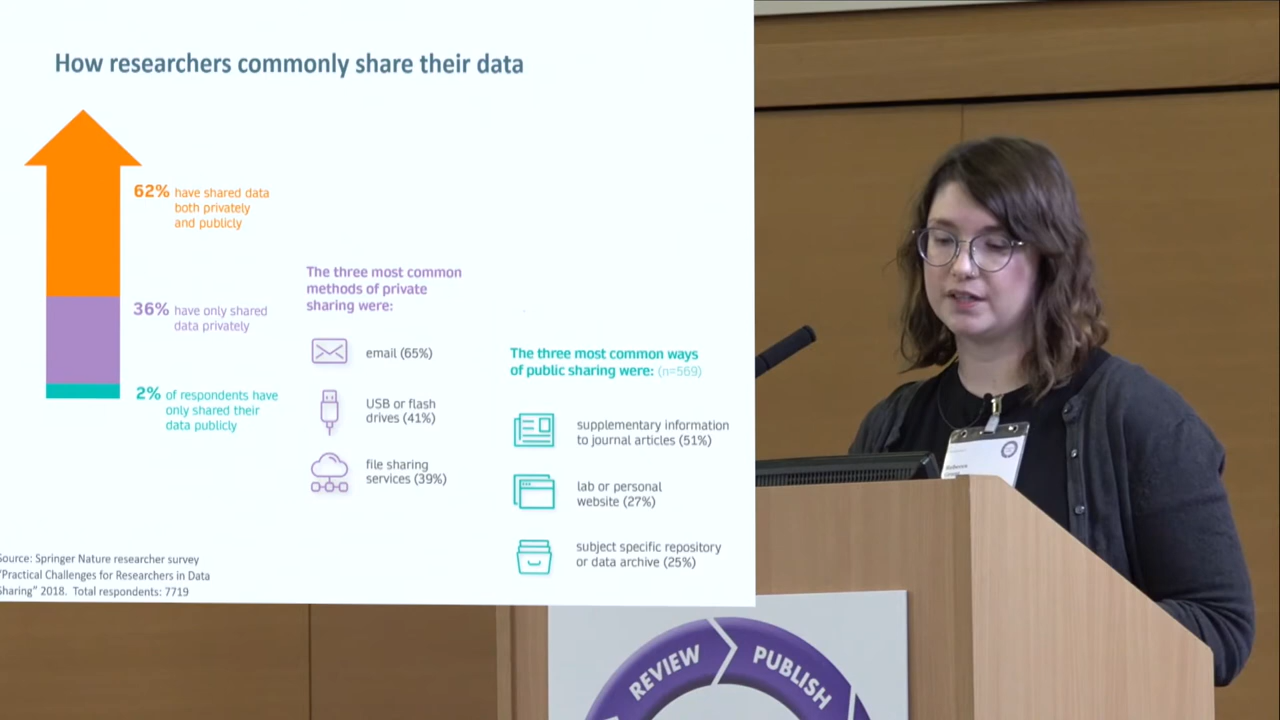 How researchers commonly share their data
62% have shared data
both privately
and publicly
36% have only shared
data privately
2% of respondents have
only shared their
data publicly
The three most common
methods of private
sharing were:
email (65%)
USB or flash
drives (41%)
file sharing
services (39%)
The three most common ways
of public sharing were: (n=569)
supplementary information
to journal articles (51%)
lab or personal
website (27%)
subject specific repository
or data archive (25%)
Source: Springer Nature researcher survey
"Practical Challenges for Researchers in Data
Sharing" 2018. Total respondents: 7719
REVIEW
PUBLISH